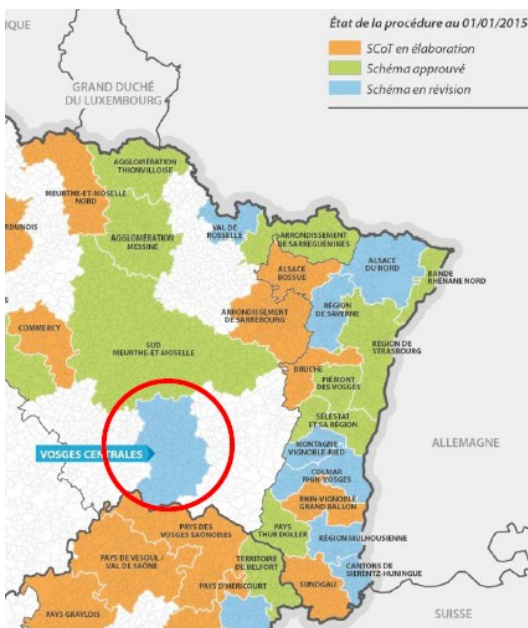 IQUE
État de la procédure au 01/01/2015
SCoT en élaboration
Schéma approuvé
Schéma en révision
GRAND DUCHÉ
DU LUXEMBOURG
AGGLOMÉRATION
THIONVILLOISE
MEURTHE-ET-MOSELLE
NORD
RDUNOIS
VAL DE
ROSSELLE
ARRONDISSEMENT
DE SARREGUEMINES
AGGLOMÉRATION
MESSINE
ALSACE
BOSSUE
ALSACE
DU NORD
BANDE
RHÉNANE NORD
RÉGION
DE SAVERNE
ARRONDISSEMENT
DE SARREBOURG
COMMERCY
SUD
MEURTHE-ET-MOSELLE
RÉGION DE
STRASBOURG
BRUCHE
PIÉMONT
DES VOSGES
SÉLESTAT
ET SA RÉGION
ALLEMAGNE
VOSGES CENTRALES
MONTAGNE
VIGNOBLE-RIED
COLMAR
RHIN-VOSGES
RHIN-VIGNOBLE
GRAND BALLON
PAYS DES
VOSGES SAONOISES
PAYS
THUR DOLLER
RÉGION MULHOUSIENNE
PAYS DE VESOUL /
VAL DE SAÔNE
TERRITOIRE
DE BELFORT
CANTONS DE
SIERENTZ-HUNINGUE
PAYS D'HÉRICOURT
SUNDGAU
PAYS GRAYLOIS
SUISSE